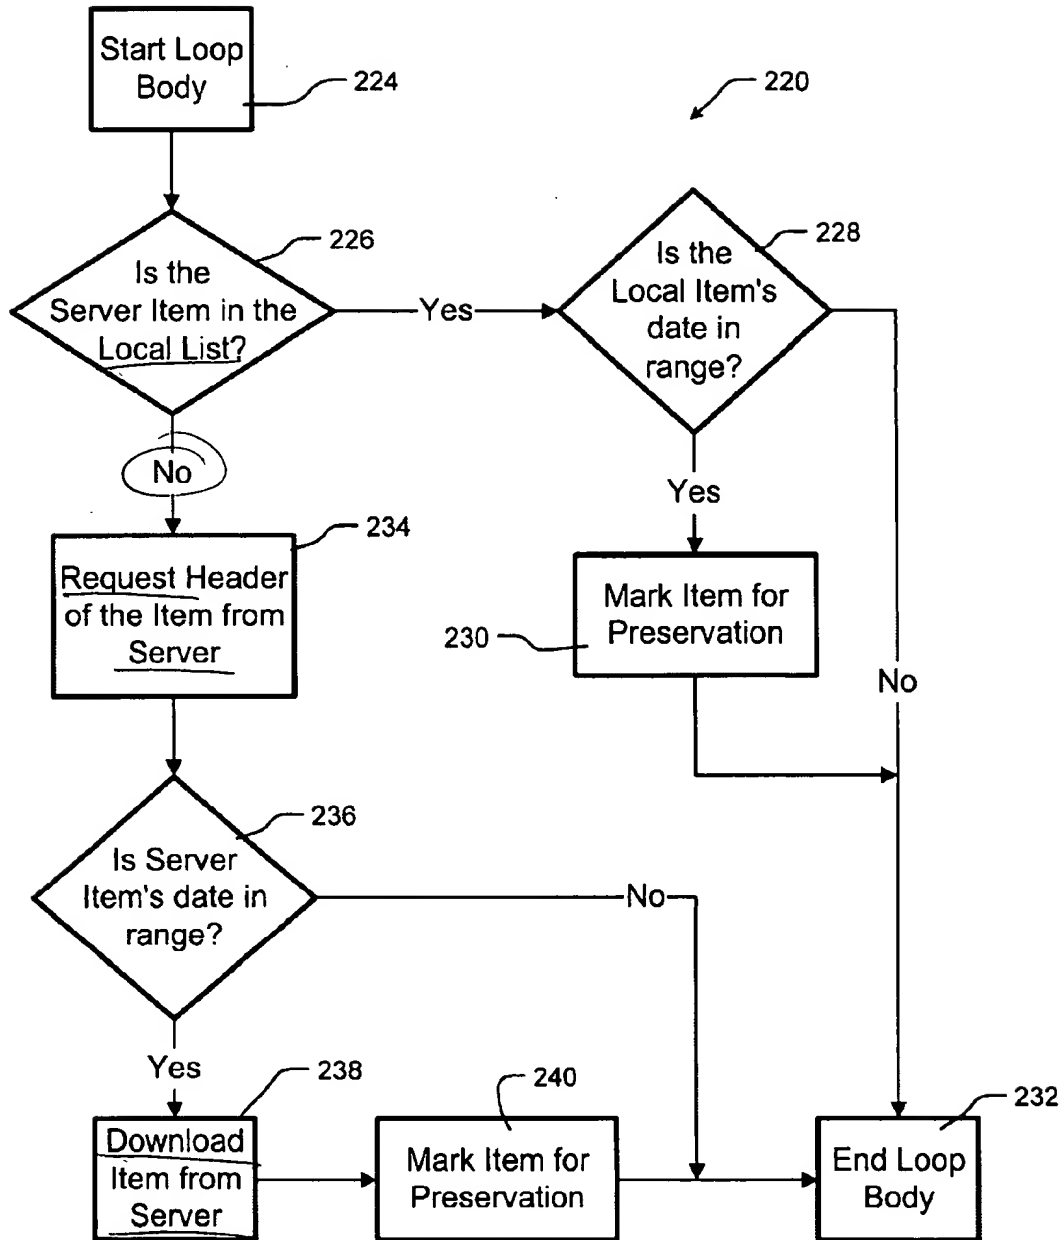 Start Loop
Body
224
220
226
Is the
Server Item in the
Local List?
Yes
228
Is the
Local Item's
date in
range?
No
Yes
234
Request Header
of the Item from
Server
230
Mark Item for
Preservation
No
236
Is Server
Item's date in
range?
No
Yes
238
Download
Item from
Server
240
Mark Item for
Preservation
232
End Loop
Body